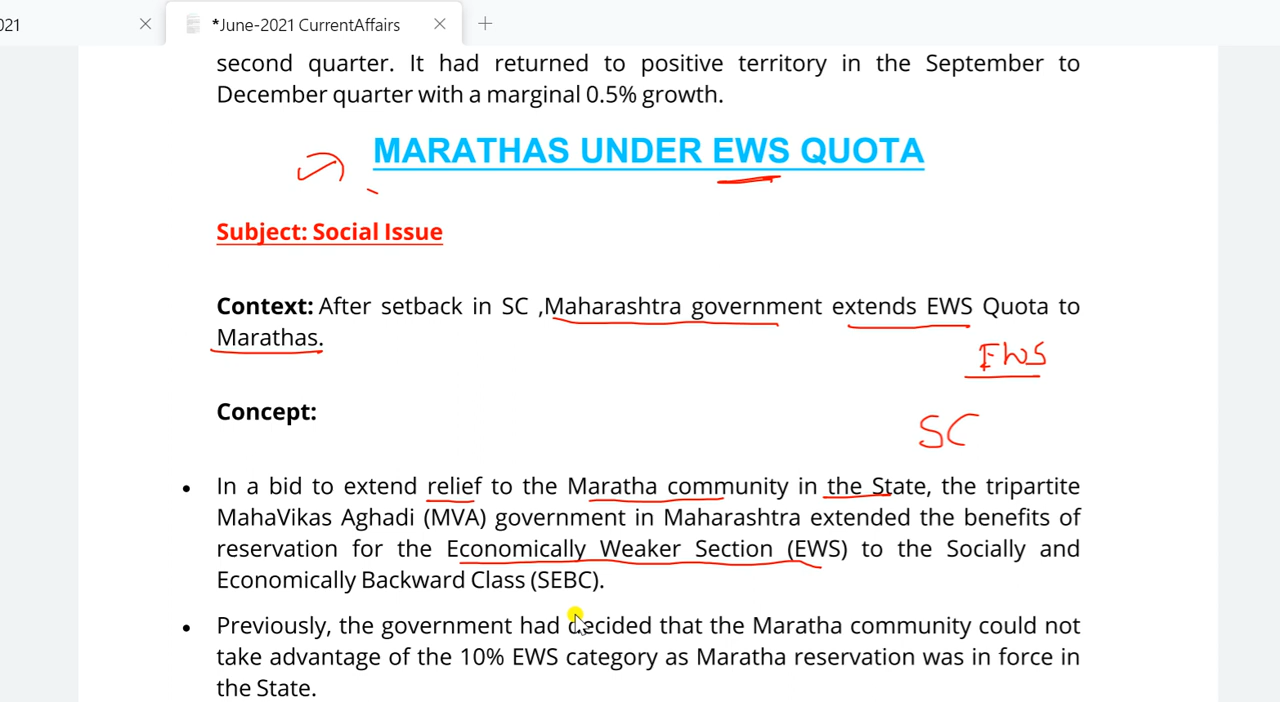 021
*June-2021 CurrentAffairs
second quarter. It had returned to positive territory in the September to
December quarter with a marginal 0.5% growth.
MARATHAS UNDER EWS QUOTA
Subject: Social Issue
Context: After setback in SC ,Maharashtra government extends EWS Quota to
Marathas.
EWS
Concept:
SC
• In a bid to extend relief to the Maratha community in the State, the tripartite
MahaVikas Aghadi (MVA) government in Maharashtra extended the benefits of
reservation for the Economically Weaker Section (EWS) to the Socially and
Economically Backward Class (SEBC).
• Previously, the government had decided that the Maratha community could not
take advantage of the 10% EWS category as Maratha reservation was in force in
the State.